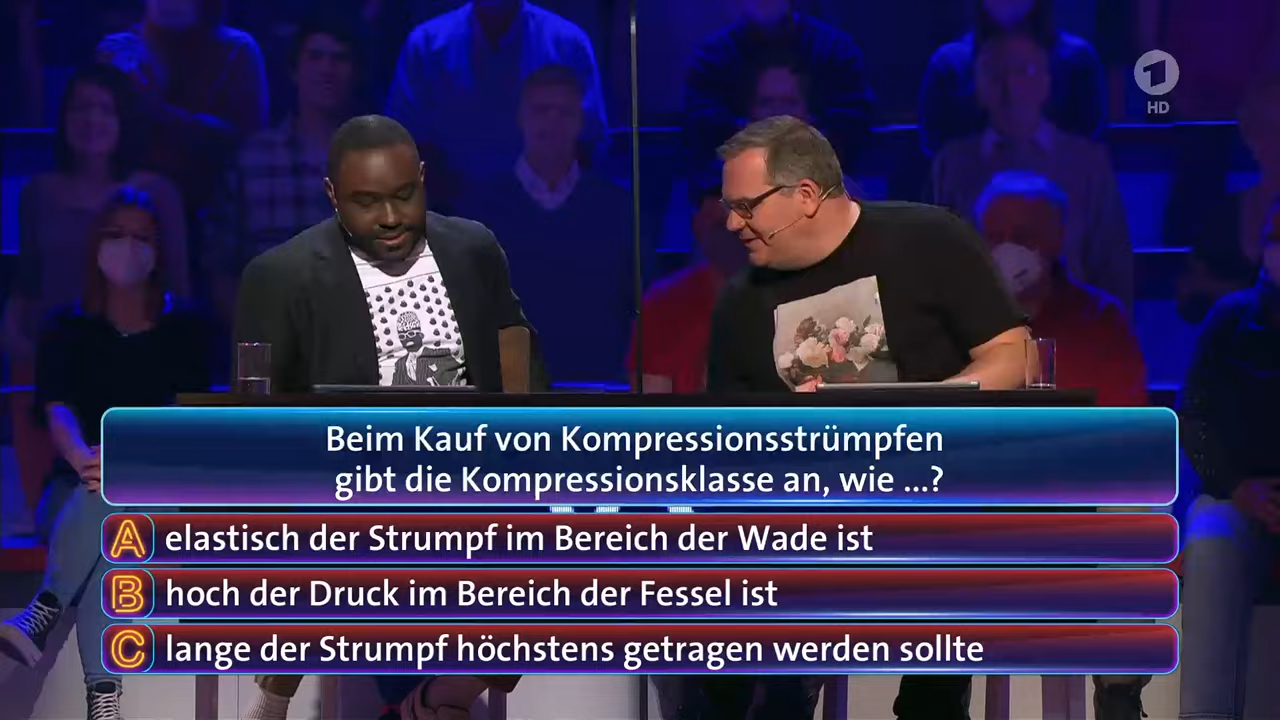 1
HD
Beim Kauf von Kompressionsstrümpfen
gibt die Kompressionsklasse an, wie ...?
A elastisch der Strumpf im Bereich der Wade ist
B hoch der Druck im Bereich der Fessel ist
C lange der Strumpf höchstens getragen werden sollte